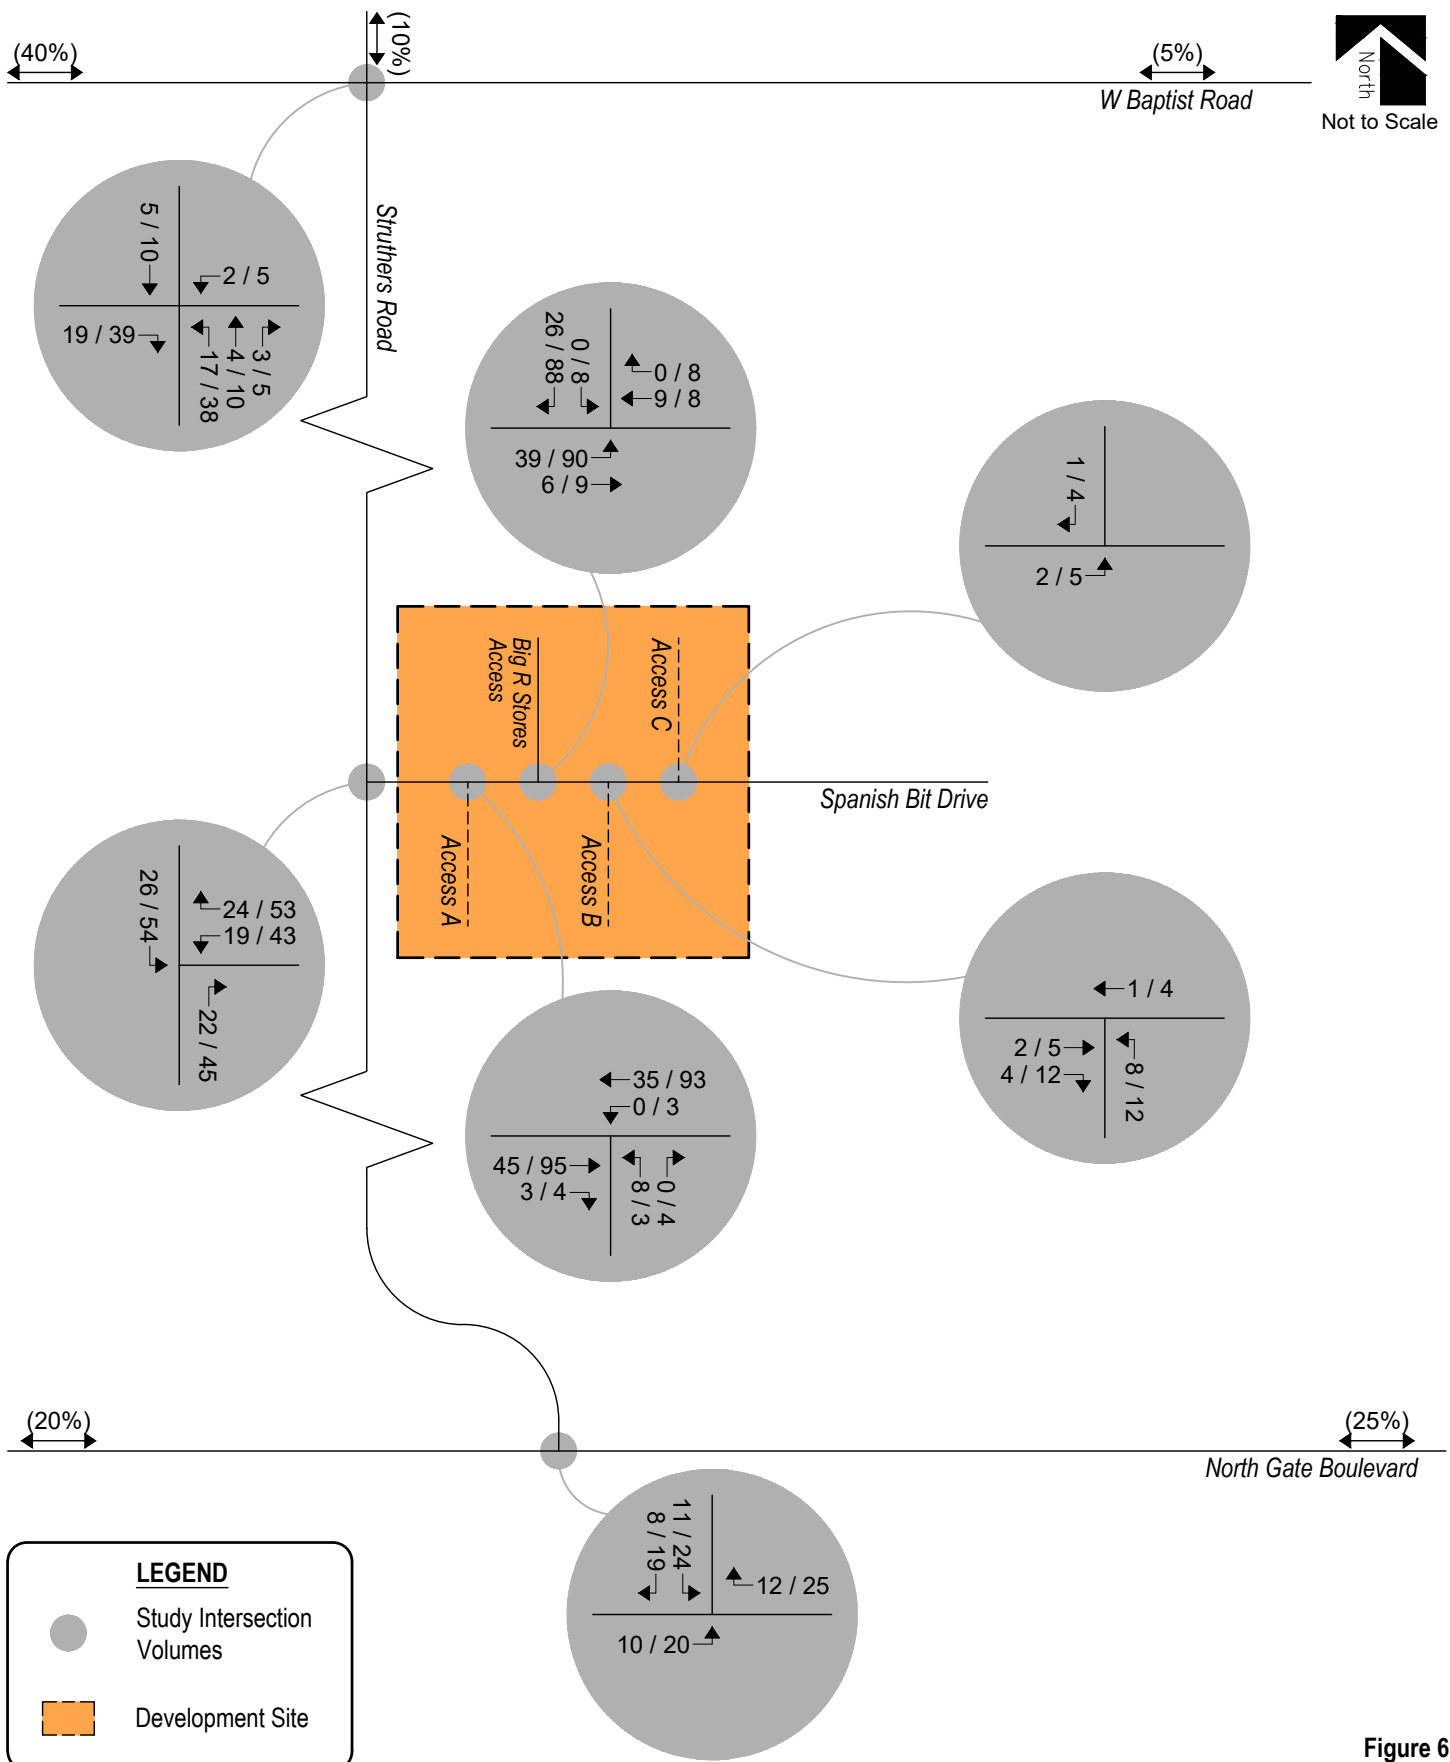 (40%)
(10%)
(5%)
W Baptist Road
North
Not to Scale
Struthers Road
5 / 10
2 / 5
19 / 39
3 / 5
4 / 10
17 / 38
0 / 8
26 / 88
0 / 8
9 / 8
39 / 90
6 / 9
1 / 4
2 / 5
Big R Stores
Access
Access C
Spanish Bit Drive
Access A
Access B
26 / 54
24 / 53
19 / 43
22 / 45
1 / 4
2 / 5
4 / 12
8 / 12
35 / 93
0 / 3
45 / 95
3 / 4
0 / 4
8 / 3
(20%)
(25%)
North Gate Boulevard
11 / 24
8 / 19
12 / 25
10 / 20
LEGEND
Study Intersection
Volumes
Development Site
Figure 6